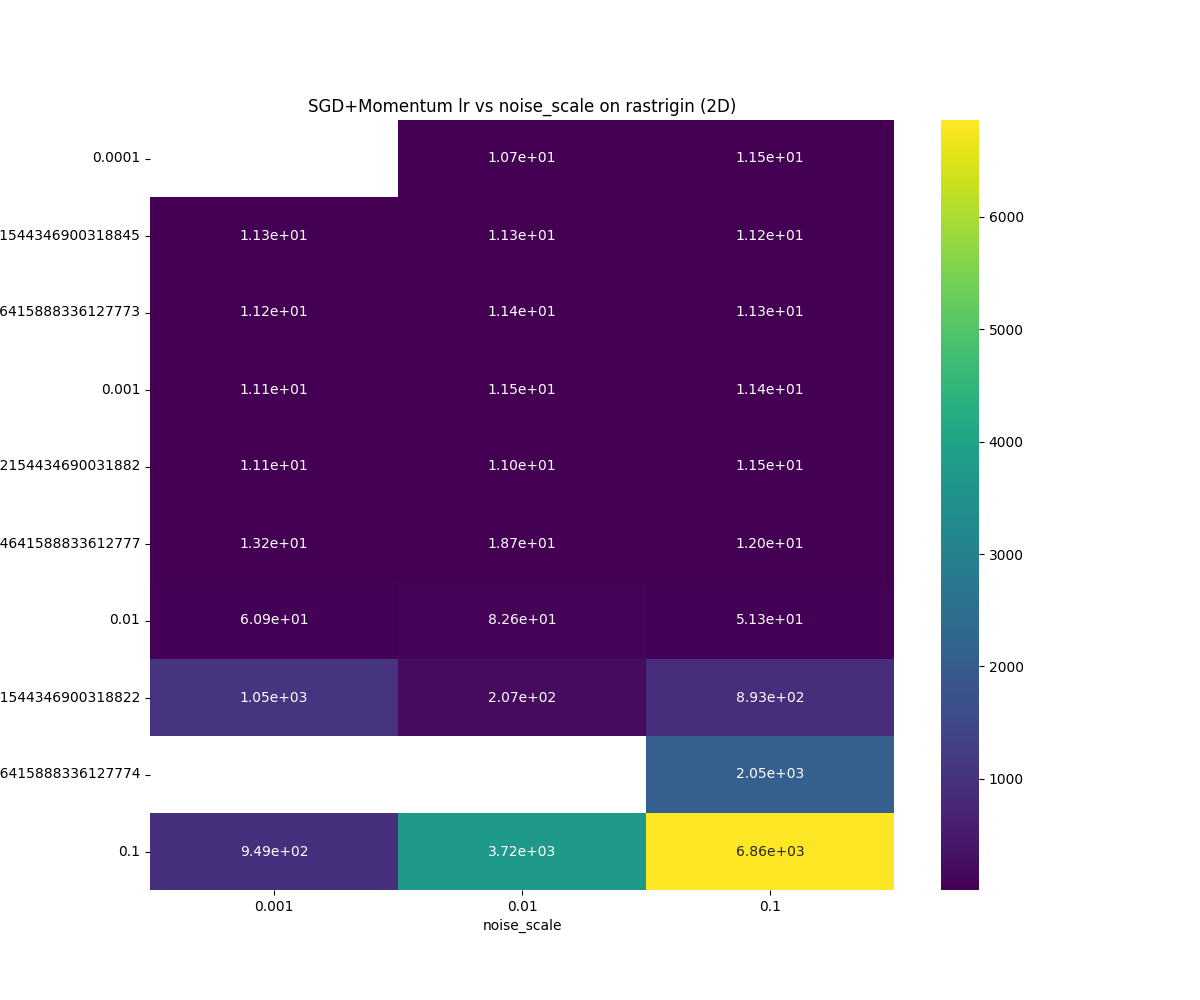 SGD+Momentum lr vs noise_scale on rastrigin (2D)
0.0001 1.07e+01 1.15e+01
1544346900318845 1.13e+01 1.13e+01 1.12e+01
6415888336127773 1.12e+01 1.14e+01 1.13e+01
0.001 1.11e+01 1.15e+01 1.14e+01
2154434690031882 1.11e+01 1.10e+01 1.15e+01
4641588833612777 1.32e+01 1.87e+01 1.20e+01
0.01 6.09e+01 8.26e+01 5.13e+01
1544346900318822 1.05e+03 2.07e+02 8.93e+02
6415888336127774 2.05e+03
0.1 9.49e+02 3.72e+03 6.86e+03
0.001 0.01 0.1
noise_scale
6000
5000
4000
3000
2000
1000